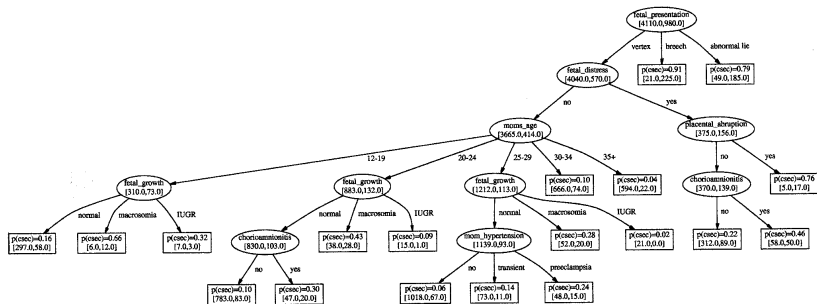 fetal_presentation
[4110.0,980.0]
vertex
breech
abnormal lie
fetal_distress
[4040.0,570.0]
p(csec)=0.91
[21.0,225.0]
p(csec)=0.79
[49.0,185.0]
no
yes
moms_age
[3665.0,414.0]
placental_abruption
[375.0,156.0]
12-19
20-24
25-29
30-34
35+
no
yes
fetal_growth
[310.0,73.0]
fetal_growth
[883.0,132.0]
fetal_growth
[1212.0,113.0]
p(csec)=0.10
[666.0,74.0]
p(csec)=0.04
[594.0,22.0]
chorioamnionitis
[370.0,139.0]
p(csec)=0.76
[5.0,17.0]
normal
macrosomia
IUGR
normal
macrosomia
IUGR
normal
macrosomia
IUGR
no
yes
p(csec)=0.16
[297.0,58.0]
p(csec)=0.66
[6.0,12.0]
p(csec)=0.32
[7.0,3.0]
chorioamnionitis
[830.0,103.0]
p(csec)=0.43
[38.0,28.0]
p(csec)=0.09
[15.0,1.0]
mom_hypertension
[1139.0,93.0]
p(csec)=0.28
[52.0,20.0]
p(csec)=0.02
[21.0,0.0]
p(csec)=0.22
[312.0,89.0]
p(csec)=0.46
[58.0,50.0]
no
yes
no
transient
preeclampsia
p(csec)=0.10
[783.0,83.0]
p(csec)=0.30
[47.0,20.0]
p(csec)=0.06
[1018.0,67.0]
p(csec)=0.14
[73.0,11.0]
p(csec)=0.24
[48.0,15.0]